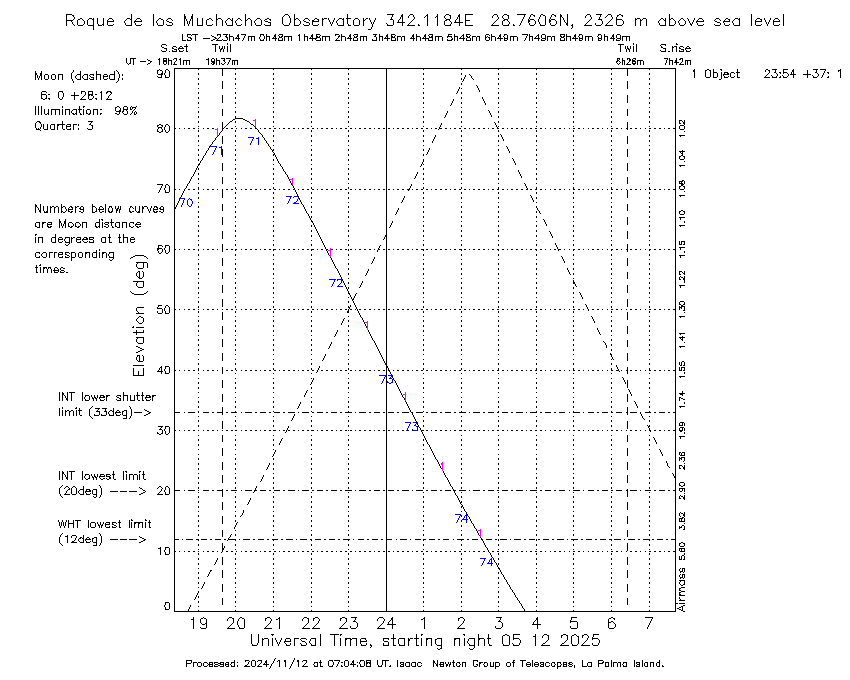 Roque de los Muchachos Observatory 342.1184E 28.7606N, 2326 m above sea level
LST -->23h47m 0h48m 1h48m 2h48m 3h48m 4h48m 5h48m 6h49m 7h49m 8h49m 9h49m
S.set Twil Twil S.rise
UT --> 18h21m 19h37m 6h26m 7h42m
1 Object 23:54 +37: 1
Moon (dashed):
6: 0 +28:12
Illumination: 98%
Quarter: 3
Numbers below curves
are Moon distance
in degrees at the
corresponding
times.
Elevation (deg)
90
80
70
60
50
40
30
20
10
0
INT lower shutter
limit (33deg)-->
INT lowest limit
(20deg) ---->
WHT lowest limit
(12deg) ---->
1 1 1 1 1 1 1 1
70 71 71 72 72 73 73 74 74
1.02
1.04
1.06
1.10
1.15
1.22
1.30
1.41
1.55
1.74
1.99
2.36
2.90
3.82
5.60
Airmass
19 20 21 22 23 24 1 2 3 4 5 6 7
Universal Time, starting night 05 12 2025
Processed: 2024/11/12 at 07:04:08 UT, Isaac Newton Group of Telescopes, La Palma Island.